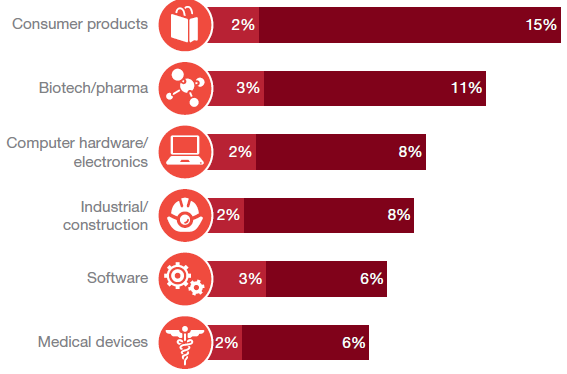 Consumer products 2% 15%
Biotech/pharma 3% 11%
Computer hardware/
electronics 2% 8%
Industrial/
construction 2% 8%
Software 3% 6%
Medical devices 2% 6%